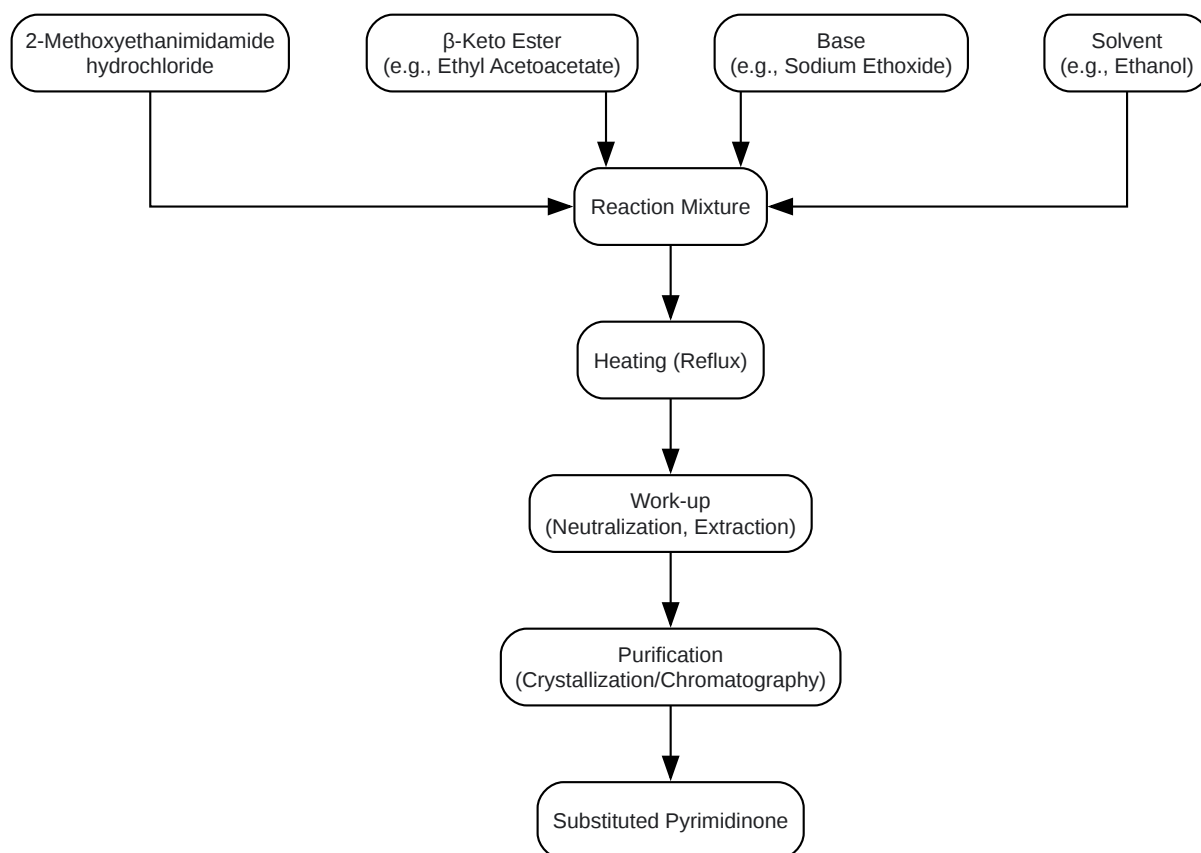 2-Methoxyethanimidamide
hydrochloride
β-Keto Ester
(e.g., Ethyl Acetoacetate)
Base
(e.g., Sodium Ethoxide)
Solvent
(e.g., Ethanol)
Reaction Mixture
Heating (Reflux)
Work-up
(Neutralization, Extraction)
Purification
(Crystallization/Chromatography)
Substituted Pyrimidinone